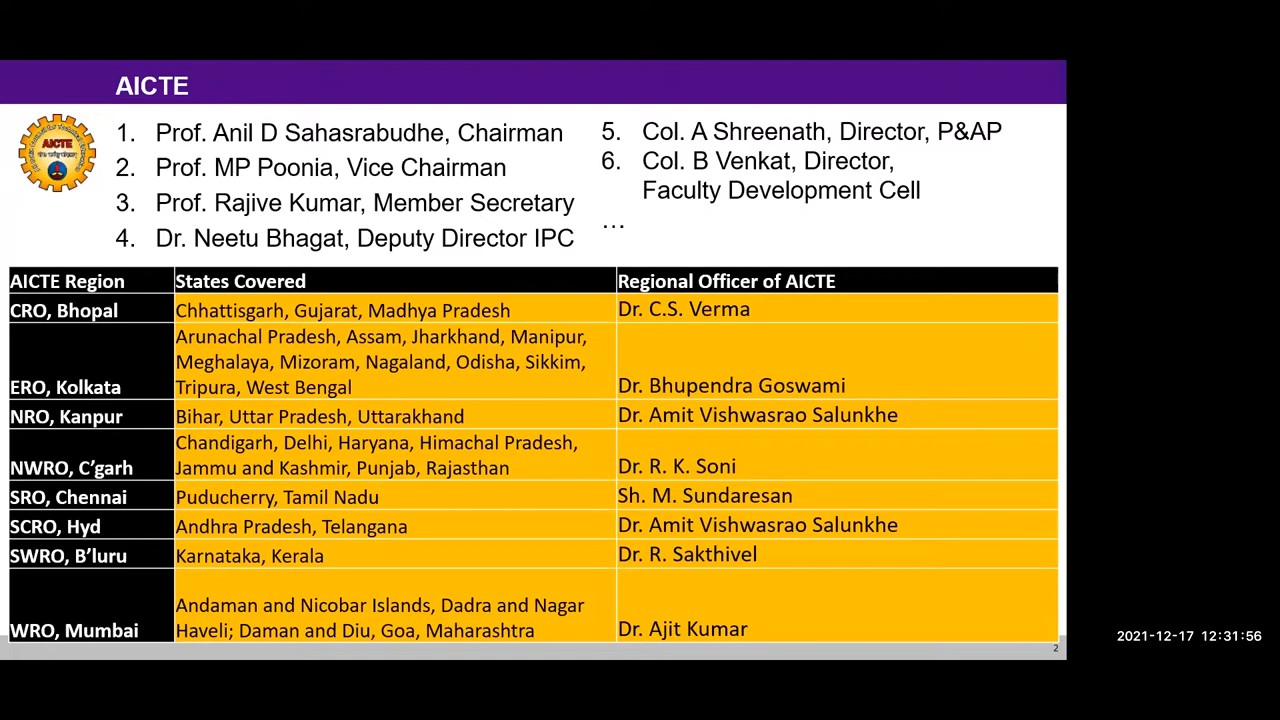 AICTE
AICTE
1. Prof. Anil D Sahasrabudhe, Chairman
2. Prof. MP Poonia, Vice Chairman
3. Prof. Rajive Kumar, Member Secretary
4. Dr. Neetu Bhagat, Deputy Director IPC
5. Col. A Shreenath, Director, P&AP
6. Col. B Venkat, Director,
Faculty Development Cell
…
AICTE Region States Covered Regional Officer of AICTE
CRO, Bhopal Chhattisgarh, Gujarat, Madhya Pradesh Dr. C.S. Verma
Arunachal Pradesh, Assam, Jharkhand, Manipur,
Meghalaya, Mizoram, Nagaland, Odisha, Sikkim,
ERO, Kolkata Tripura, West Bengal Dr. Bhupendra Goswami
NRO, Kanpur Bihar, Uttar Pradesh, Uttarakhand Dr. Amit Vishwasrao Salunkhe
Chandigarh, Delhi, Haryana, Himachal Pradesh,
NWRO, C’garh Jammu and Kashmir, Punjab, Rajasthan Dr. R. K. Soni
SRO, Chennai Puducherry, Tamil Nadu Sh. M. Sundaresan
SCRO, Hyd Andhra Pradesh, Telangana Dr. Amit Vishwasrao Salunkhe
SWRO, B’luru Karnataka, Kerala Dr. R. Sakthivel
Andaman and Nicobar Islands, Dadra and Nagar
WRO, Mumbai Haveli; Daman and Diu, Goa, Maharashtra Dr. Ajit Kumar
2
2021-12-17 12:31:56